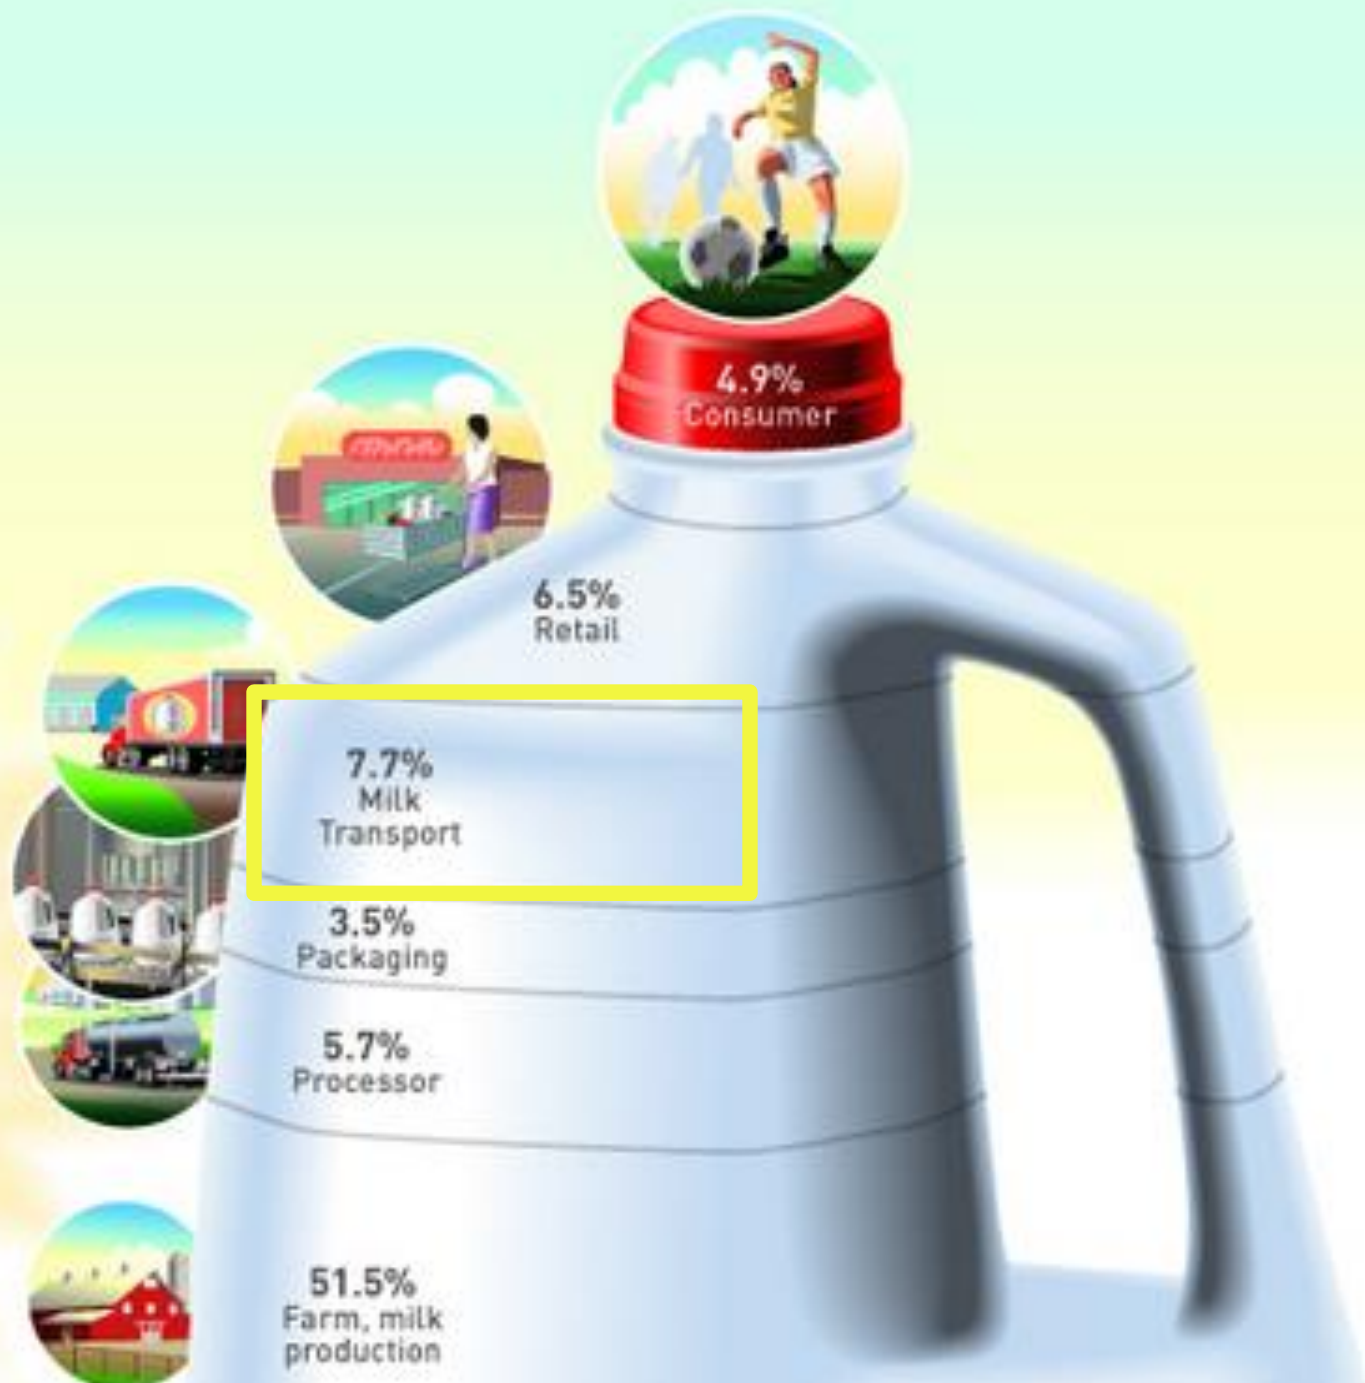 4.9%
Consumer
6.5%
Retail
7.7%
Milk
Transport
3.5%
Packaging
5.7%
Processor
51.5%
Farm, milk
production